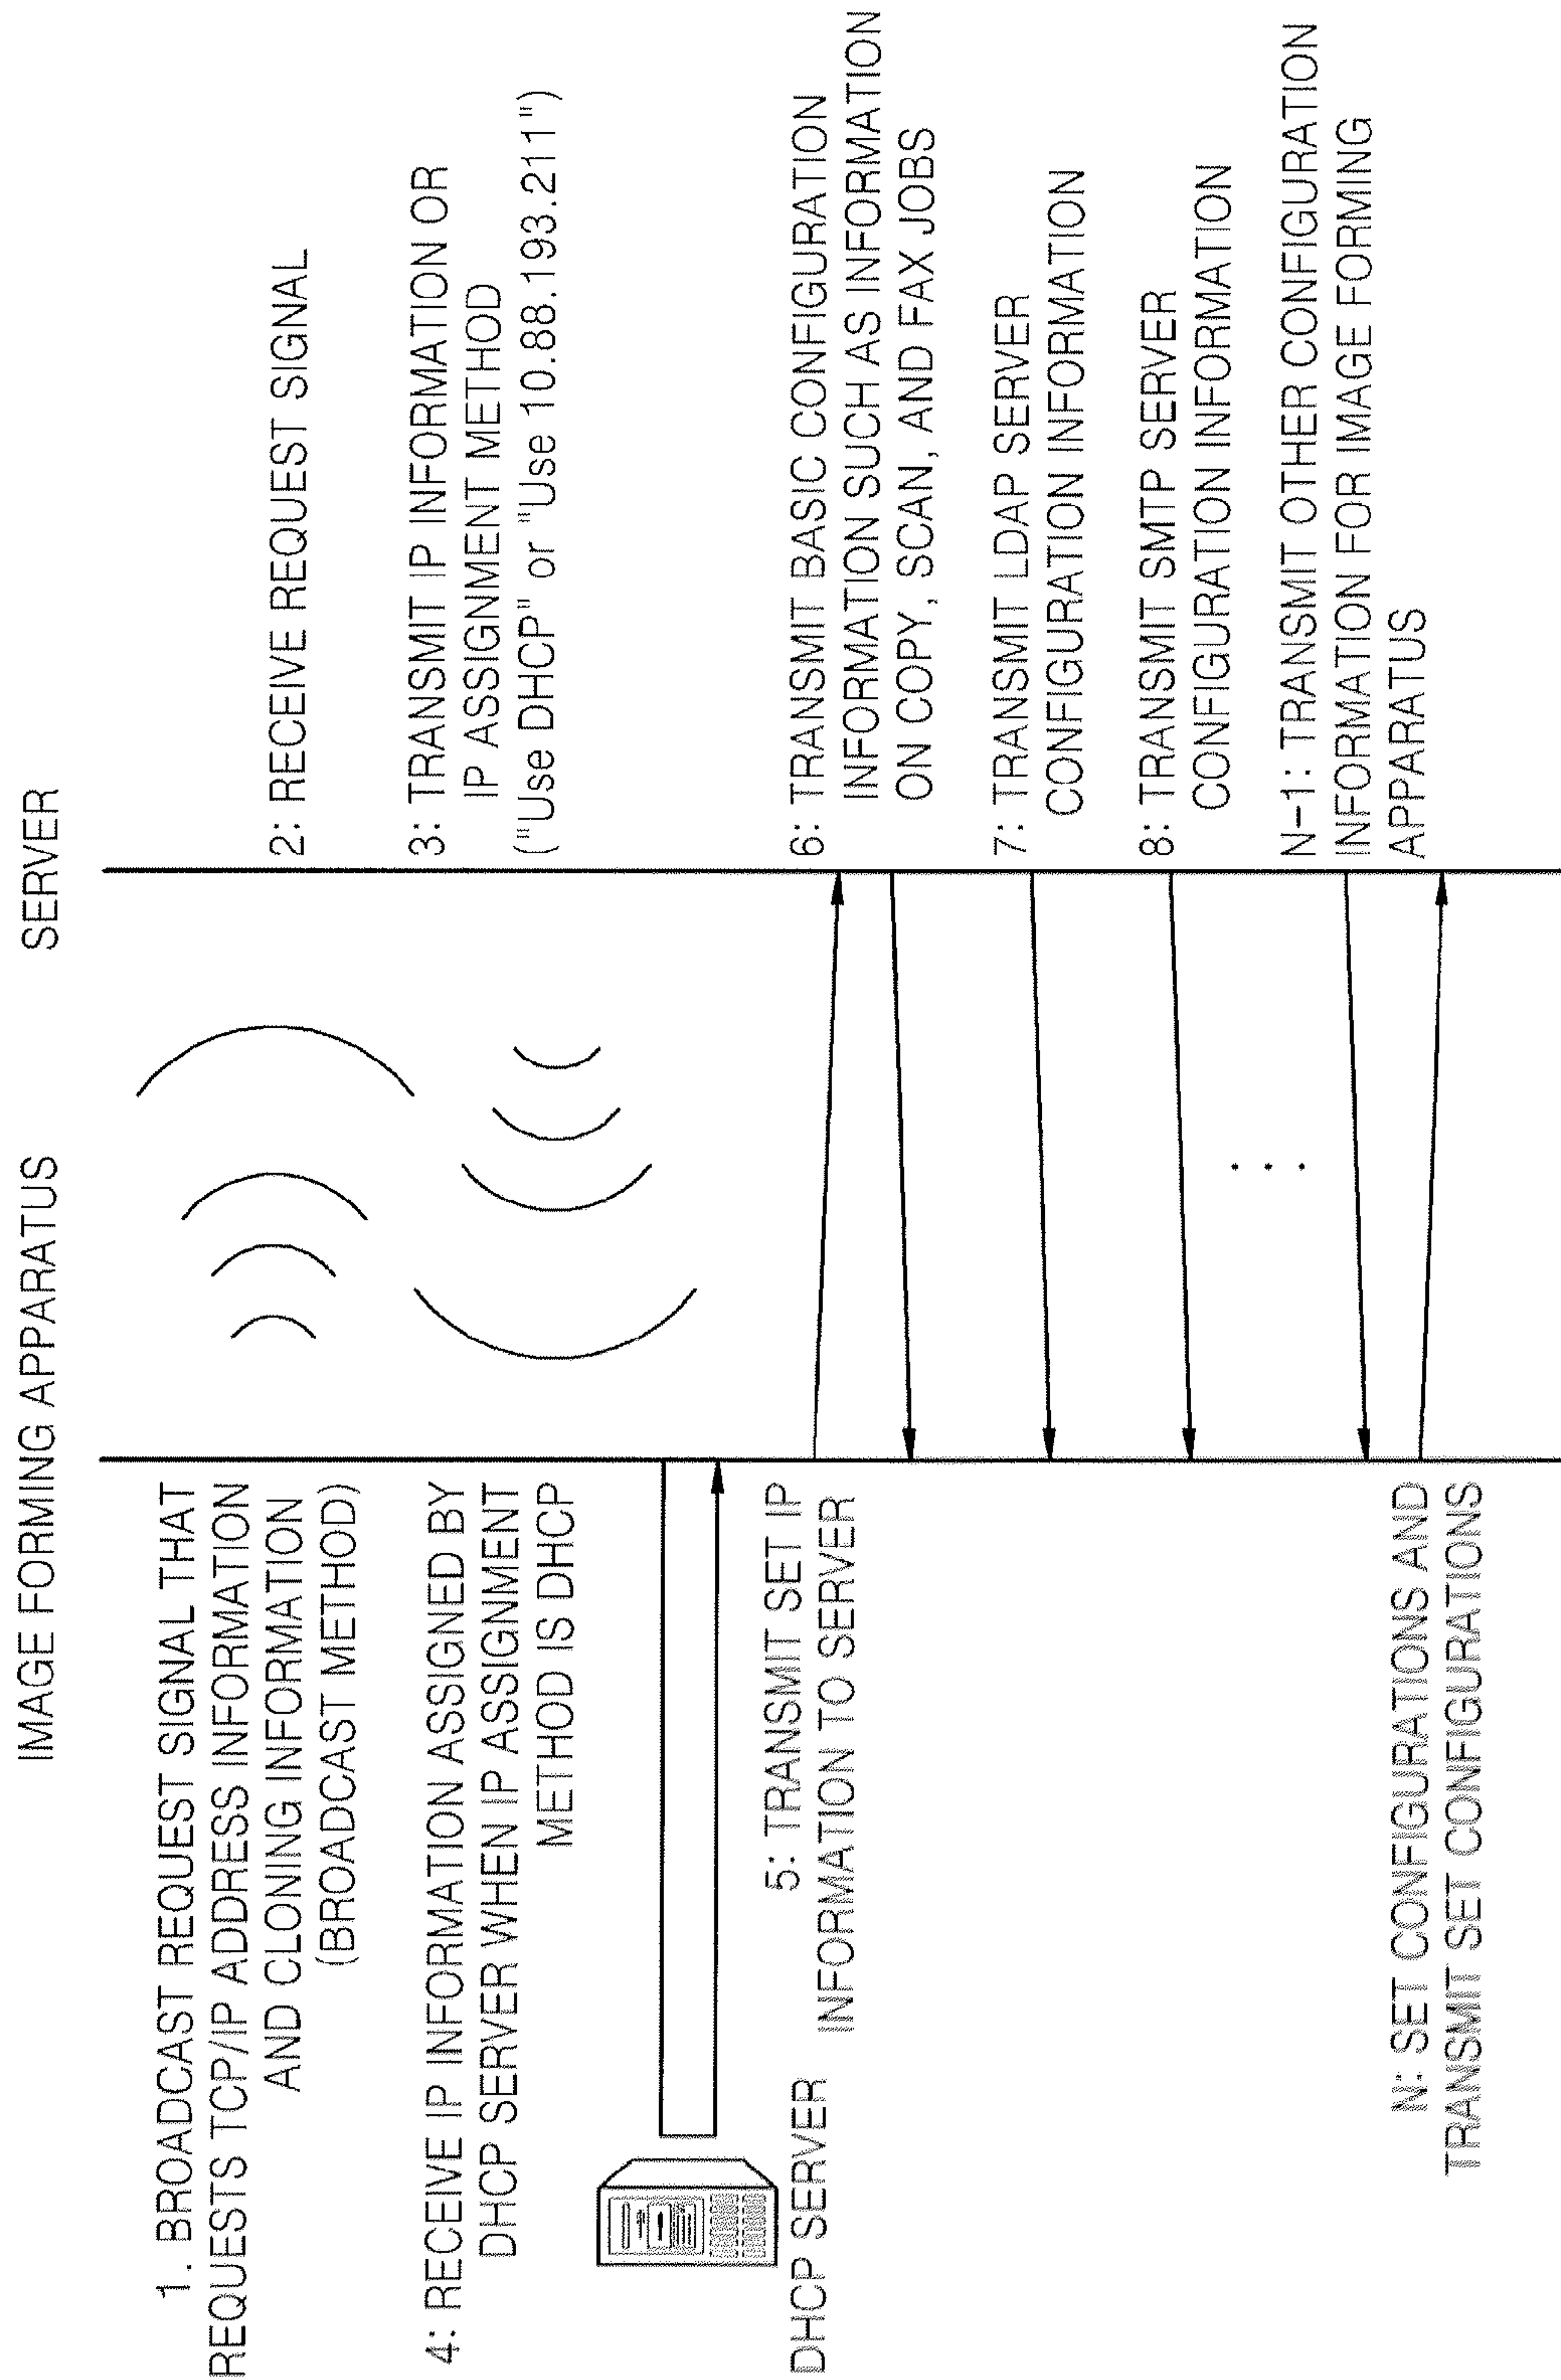 IMAGE FORMING APPARATUS
SERVER
1. BROADCAST REQUEST SIGNAL THAT
REQUESTS TCP/IP ADDRESS INFORMATION
AND CLONING INFORMATION
(BROADCAST METHOD)
2: RECEIVE REQUEST SIGNAL
3: TRANSMIT IP INFORMATION OR
IP ASSIGNMENT METHOD
("Use DHCP" or "Use 10.88.193.211")
4: RECEIVE IP INFORMATION ASSIGNED BY
DHCP SERVER WHEN IP ASSIGNMENT
METHOD IS DHCP
DHCP SERVER
5: TRANSMIT SET IP
INFORMATION TO SERVER
6: TRANSMIT BASIC CONFIGURATION
INFORMATION SUCH AS INFORMATION
ON COPY, SCAN, AND FAX JOBS
7: TRANSMIT LDAP SERVER
CONFIGURATION INFORMATION
8: TRANSMIT SMTP SERVER
CONFIGURATION INFORMATION
. . .
N-1: TRANSMIT OTHER CONFIGURATION
INFORMATION FOR IMAGE FORMING
APPARATUS
N: SET CONFIGURATIONS AND
TRANSMIT SET CONFIGURATIONS